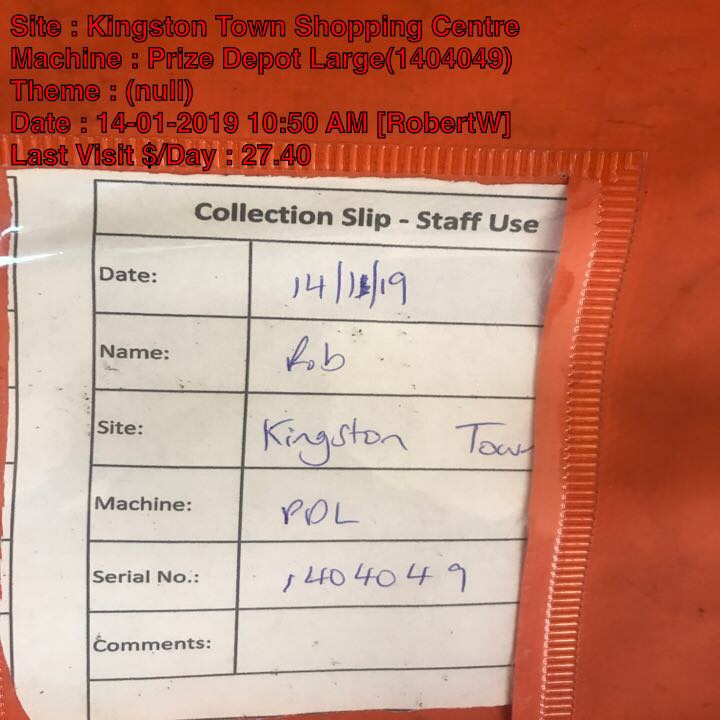 Site : Kingston Town Shopping Centre
Machine : Prize Depot Large(1404049)
Theme : (null)
Date : 14-01-2019 10:50 AM [RobertW]
Last Visit $/Day : 27.40
Collection Slip - Staff Use
Date:
Name: Rob
Site: Kingston Town
Machine: PDL
Serial No.: 1404049
Comments: